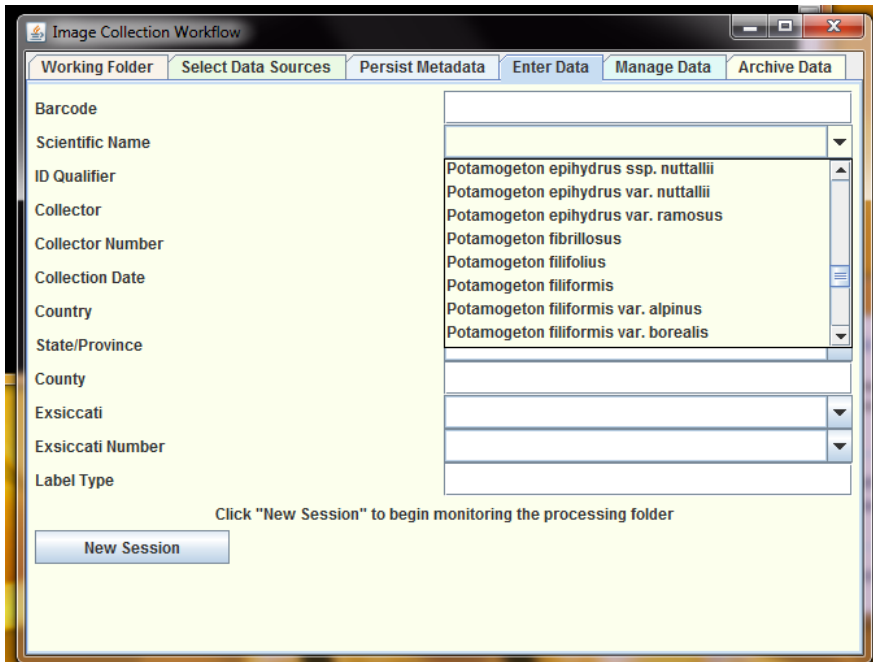 Image Collection Workflow
Working Folder Select Data Sources Persist Metadata Enter Data Manage Data Archive Data
Barcode
Scientific Name
ID Qualifier
Collector
Collector Number
Collection Date
Country
State/Province
County
Exsiccati
Exsiccati Number
Label Type
Potamogeton epihydrus ssp. nuttallii
Potamogeton epihydrus var. nuttallii
Potamogeton epihydrus var. ramosus
Potamogeton fibrillosus
Potamogeton filifolius
Potamogeton filiformis
Potamogeton filiformis var. alpinus
Potamogeton filiformis var. borealis
Click "New Session" to begin monitoring the processing folder
New Session